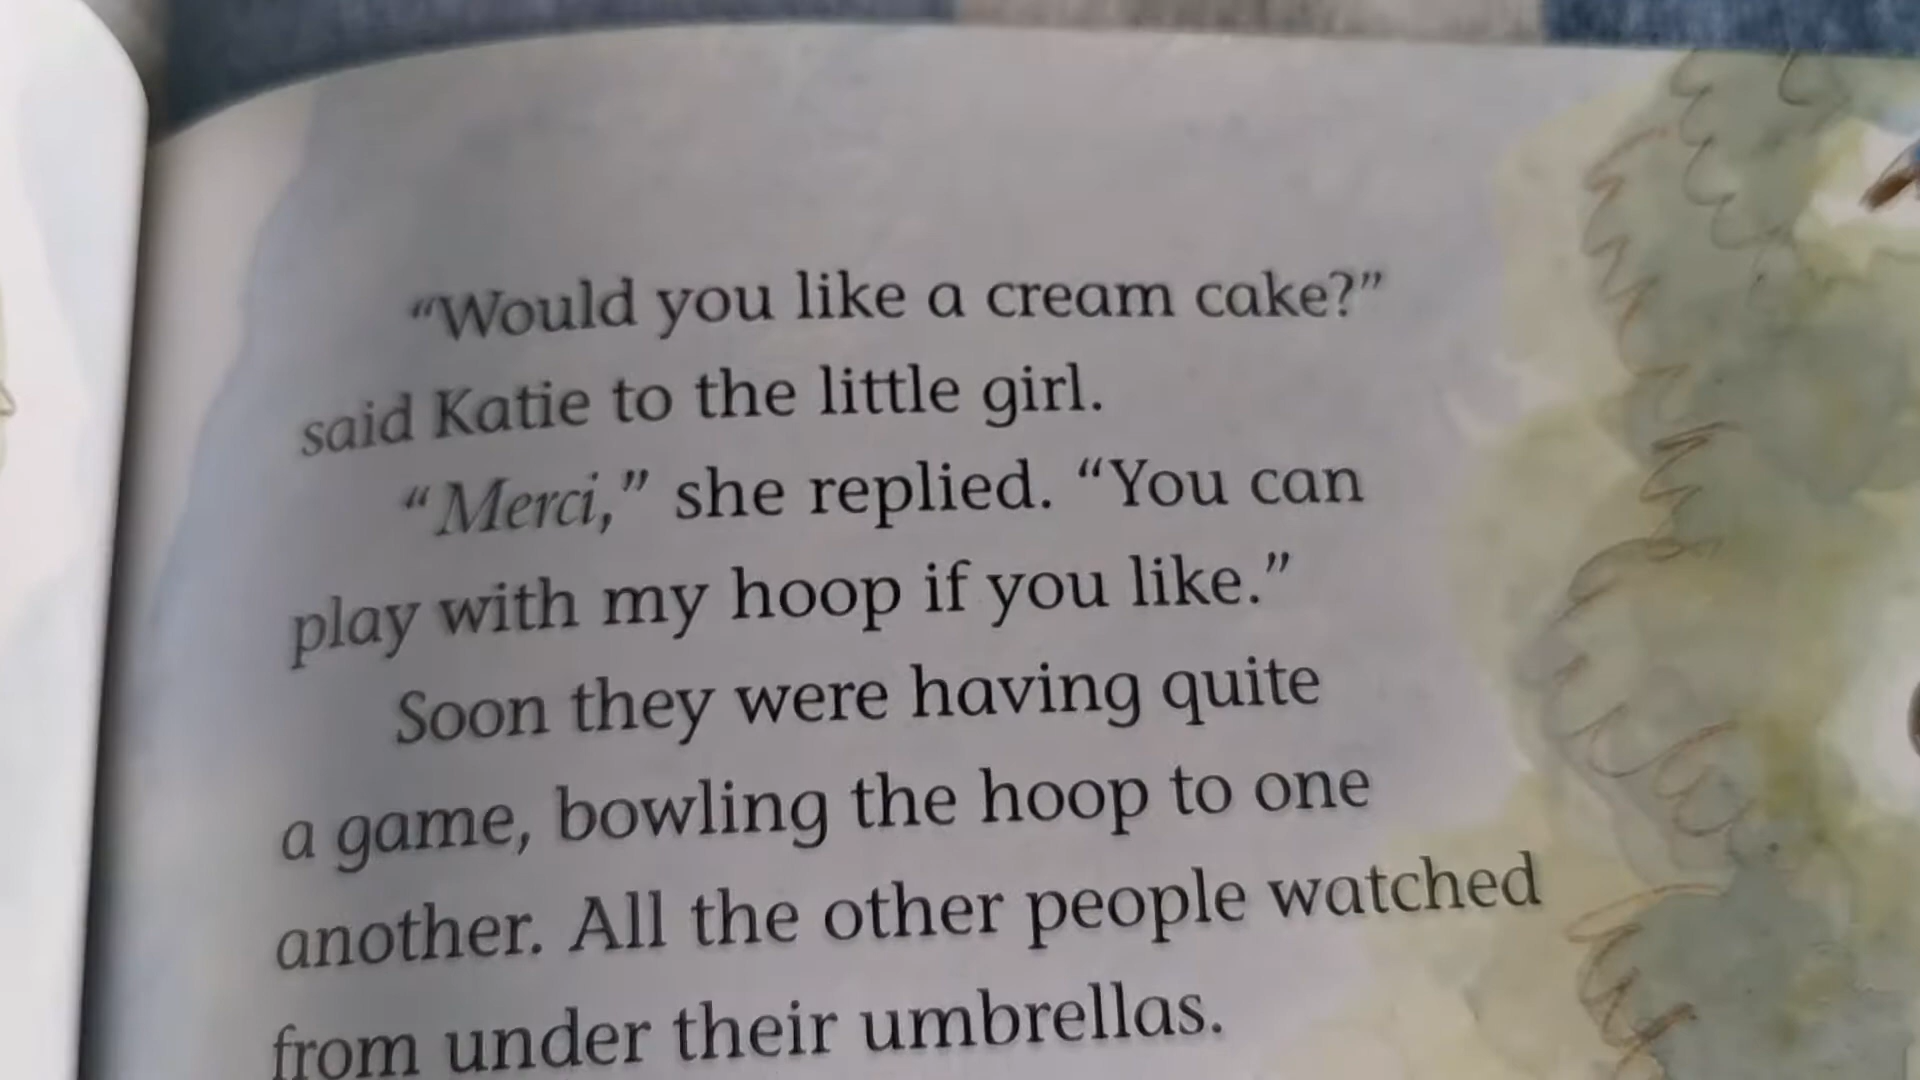 “Would you like a cream cake?”
said Katie to the little girl.
“Merci,” she replied. “You can
play with my hoop if you like.”
Soon they were having quite
a game, bowling the hoop to one
another. All the other people watched
from under their umbrellas.